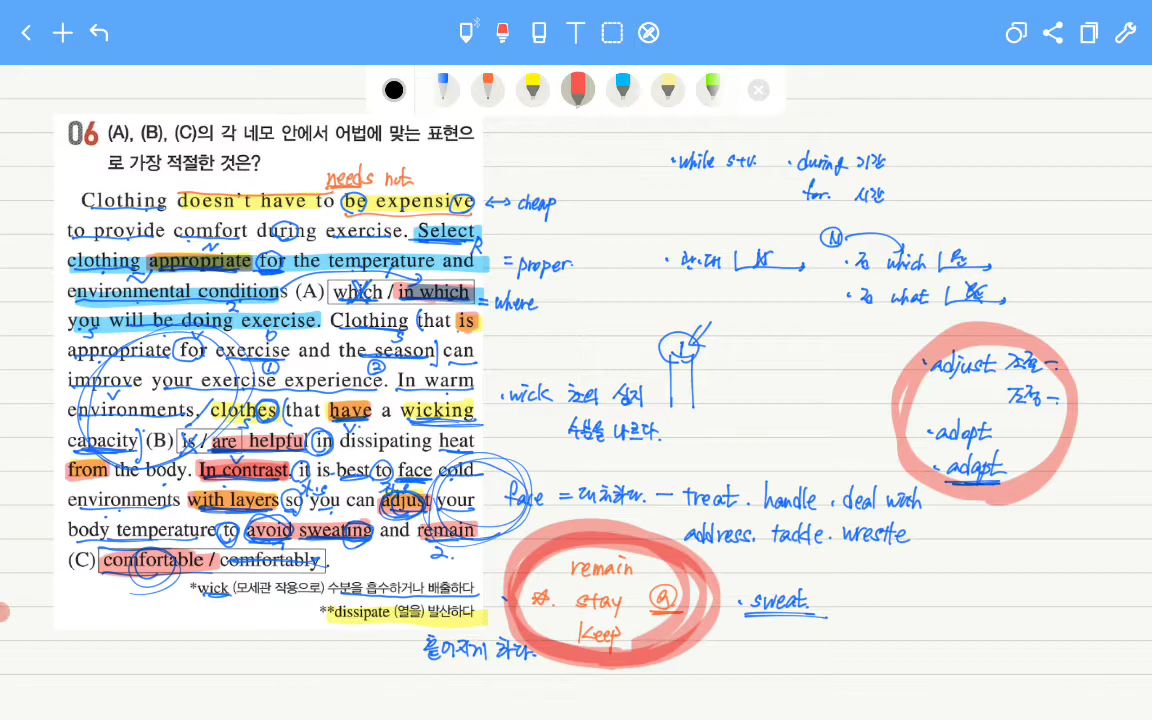 06 (A), (B), (C)의 각 네모 안에서 어법에 맞는 표현으
로 가장 적절한 것은?
needs not
Clothing doesn't have to be expensive ↔ cheap
to provide comfort during exercise. Select
clothing appropriate for the temperature and = proper.
environmental conditions (A) which / in which = where
you will be doing exercise. Clothing (that is
appropriate for exercise and the season] can
improve your exercise experience. In warm
environments, clothes (that have a wicking
capacity] (B) is / are helpful in dissipating heat
from the body. In contrast, it is best to face cold
environments with layers so you can adjust your
body temperature to avoid sweating and remain
(C) comfortable / comfortably.
*wick (모세관 작용으로) 수분을 흡수하거나 배출하다
**dissipate (열을) 발산하다
흩어지게 하다.
· while s+v. · during 기간
for. 시간
N
which
what
· wick 초의 심지
수분을 나르다.
· adjust 조절
조정
· adopt
· adapt
face = 대처하다. – treat. handle. deal with
address. tackle. wrestle
remain
stay ⓐ
keep
· sweat.